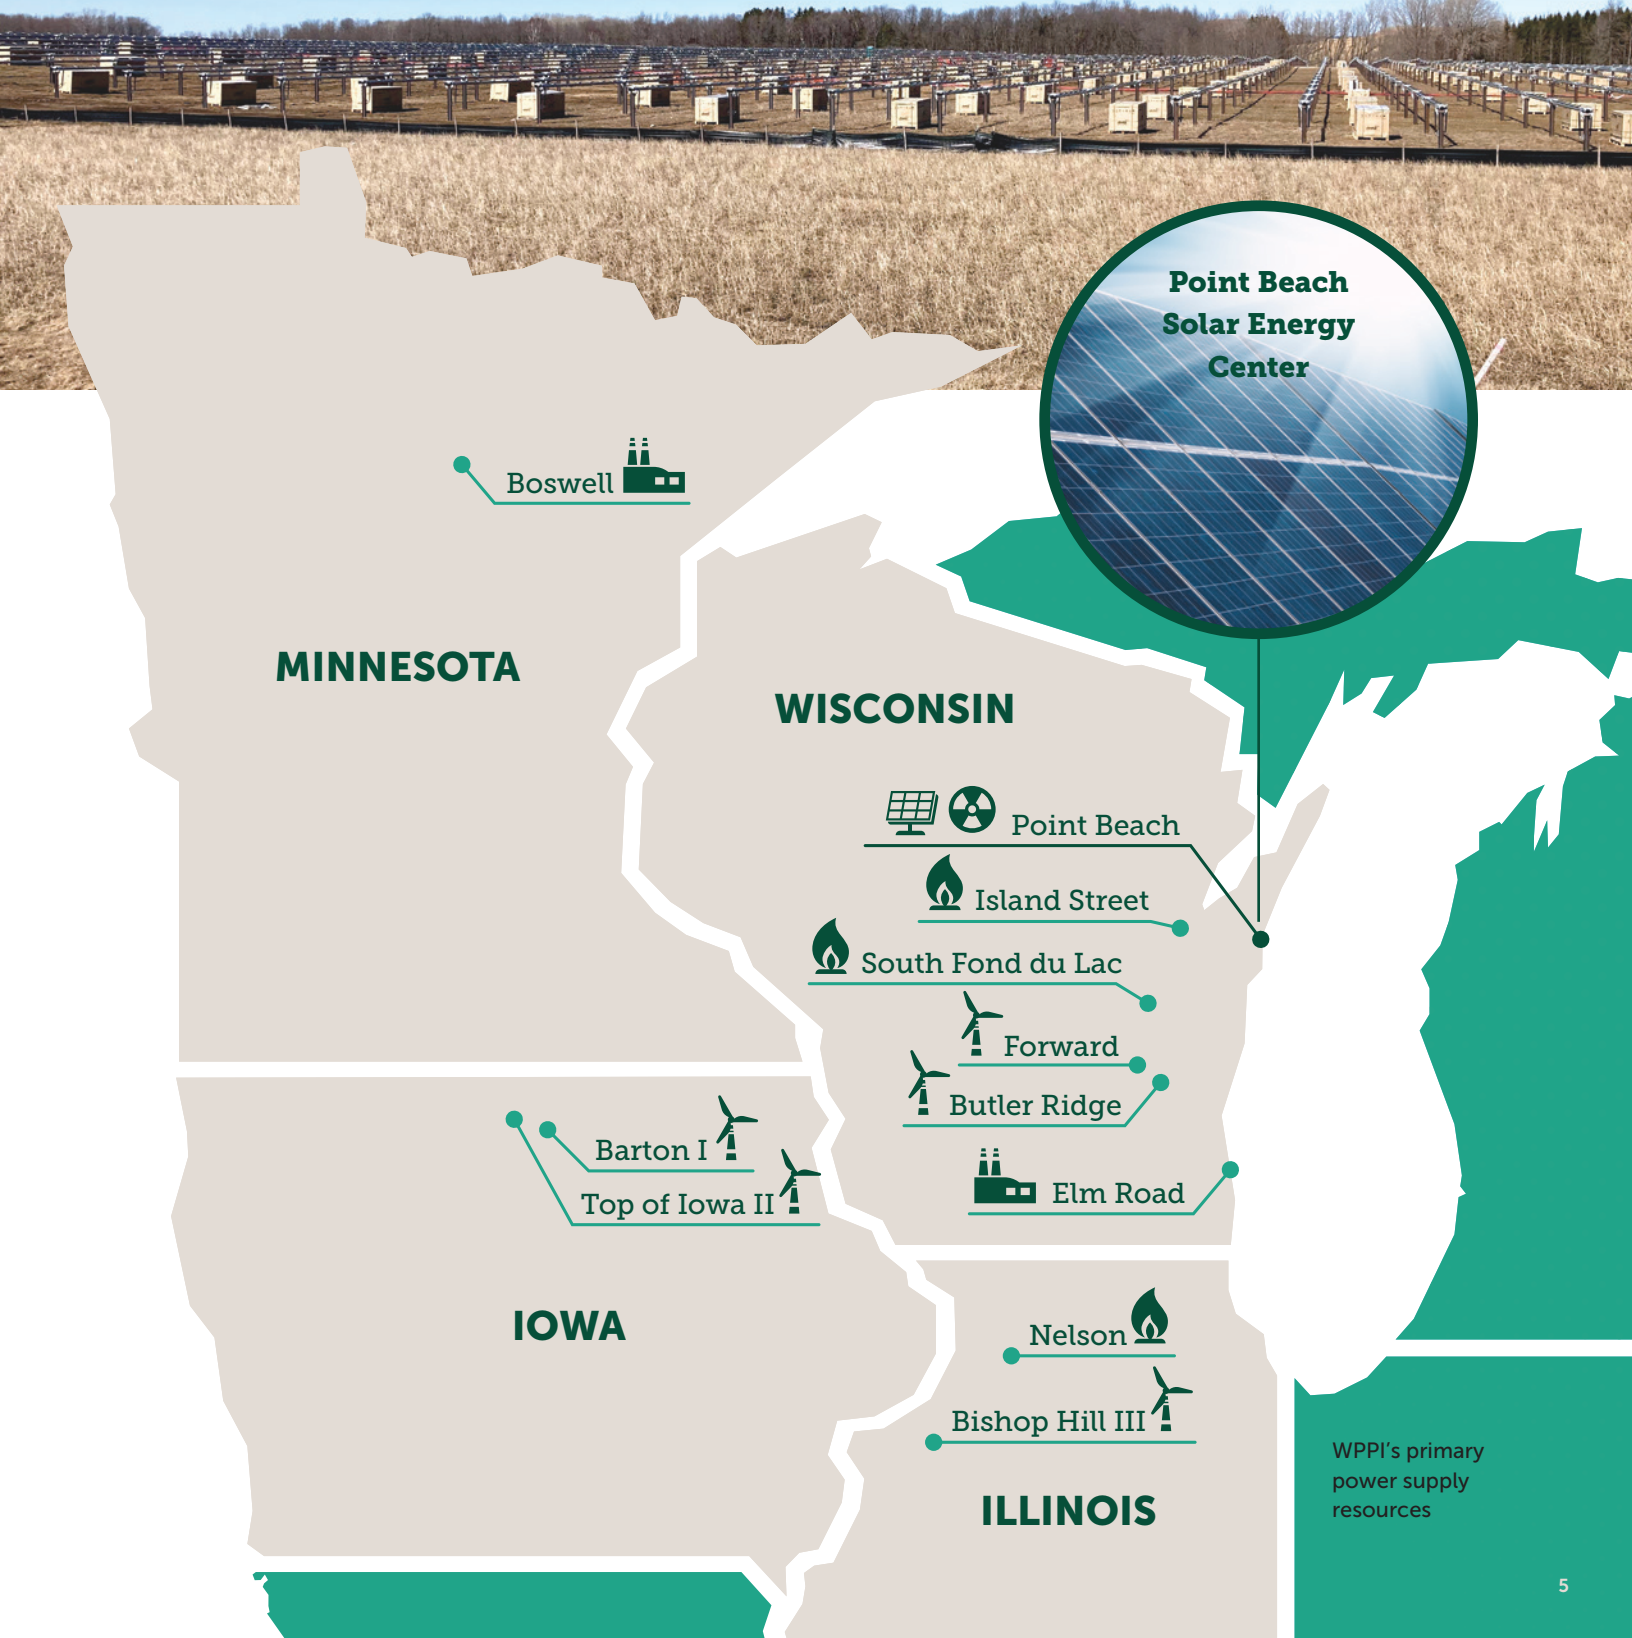 Point Beach
Solar Energy
Center
Boswell
MINNESOTA
WISCONSIN
Point Beach
Island Street
South Fond du Lac
Forward
Butler Ridge
Elm Road
Barton I
Top of Iowa II
IOWA
Nelson
Bishop Hill III
ILLINOIS
WPPI’s primary
power supply
resources
5